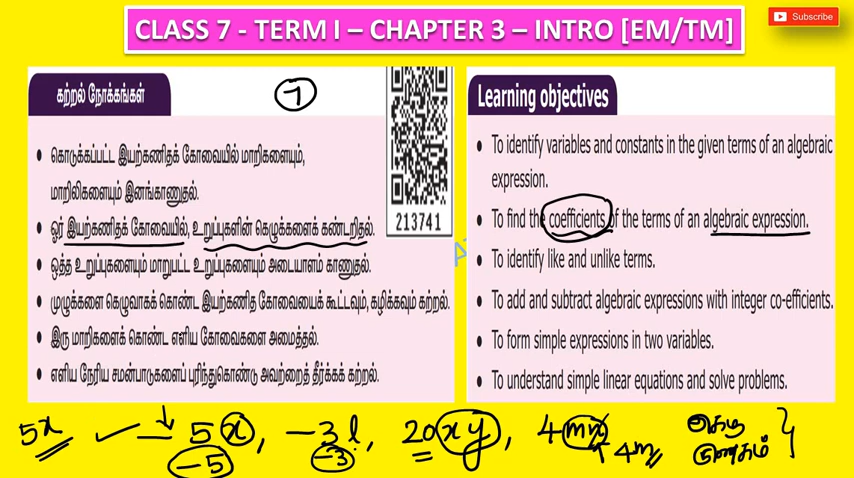 CLASS 7 - TERM I – CHAPTER 3 – INTRO [EM/TM]
Subscribe
கற்றல் நோக்கங்கள்
7
கொடுக்கப்பட்ட இயற்கணிதக் கோவையில் மாறிகளையும்,
மாறிலிகளையும் இனங்காணுதல்.
ஓர் இயற்கணிதக் கோவையில், உறுப்புகளின் கெழுக்களைக் கண்டறிதல்.
ஒத்த உறுப்புகளையும் மாறுபட்ட உறுப்புகளையும் அடையாளம் காணுதல்.
முழுக்களை கெழுவாகக் கொண்ட இயற்கணித கோவையைக் கூட்டவும், கழிக்கவும் கற்றல்.
இரு மாறிகளைக் கொண்ட எளிய கோவைகளை அமைத்தல்.
எளிய நேரிய சமன்பாடுகளைப் புரிந்துகொண்டு அவற்றைத் தீர்க்கக் கற்றல்.
213741
Learning objectives
To identify variables and constants in the given terms of an algebraic
expression.
To find the coefficients of the terms of an algebraic expression.
To identify like and unlike terms.
To add and subtract algebraic expressions with integer co-efficients.
To form simple expressions in two variables.
To understand simple linear equations and solve problems.
5x – 5x, –3l, 20xy, 4mn கெழு
–5 –3 4m குணகம்